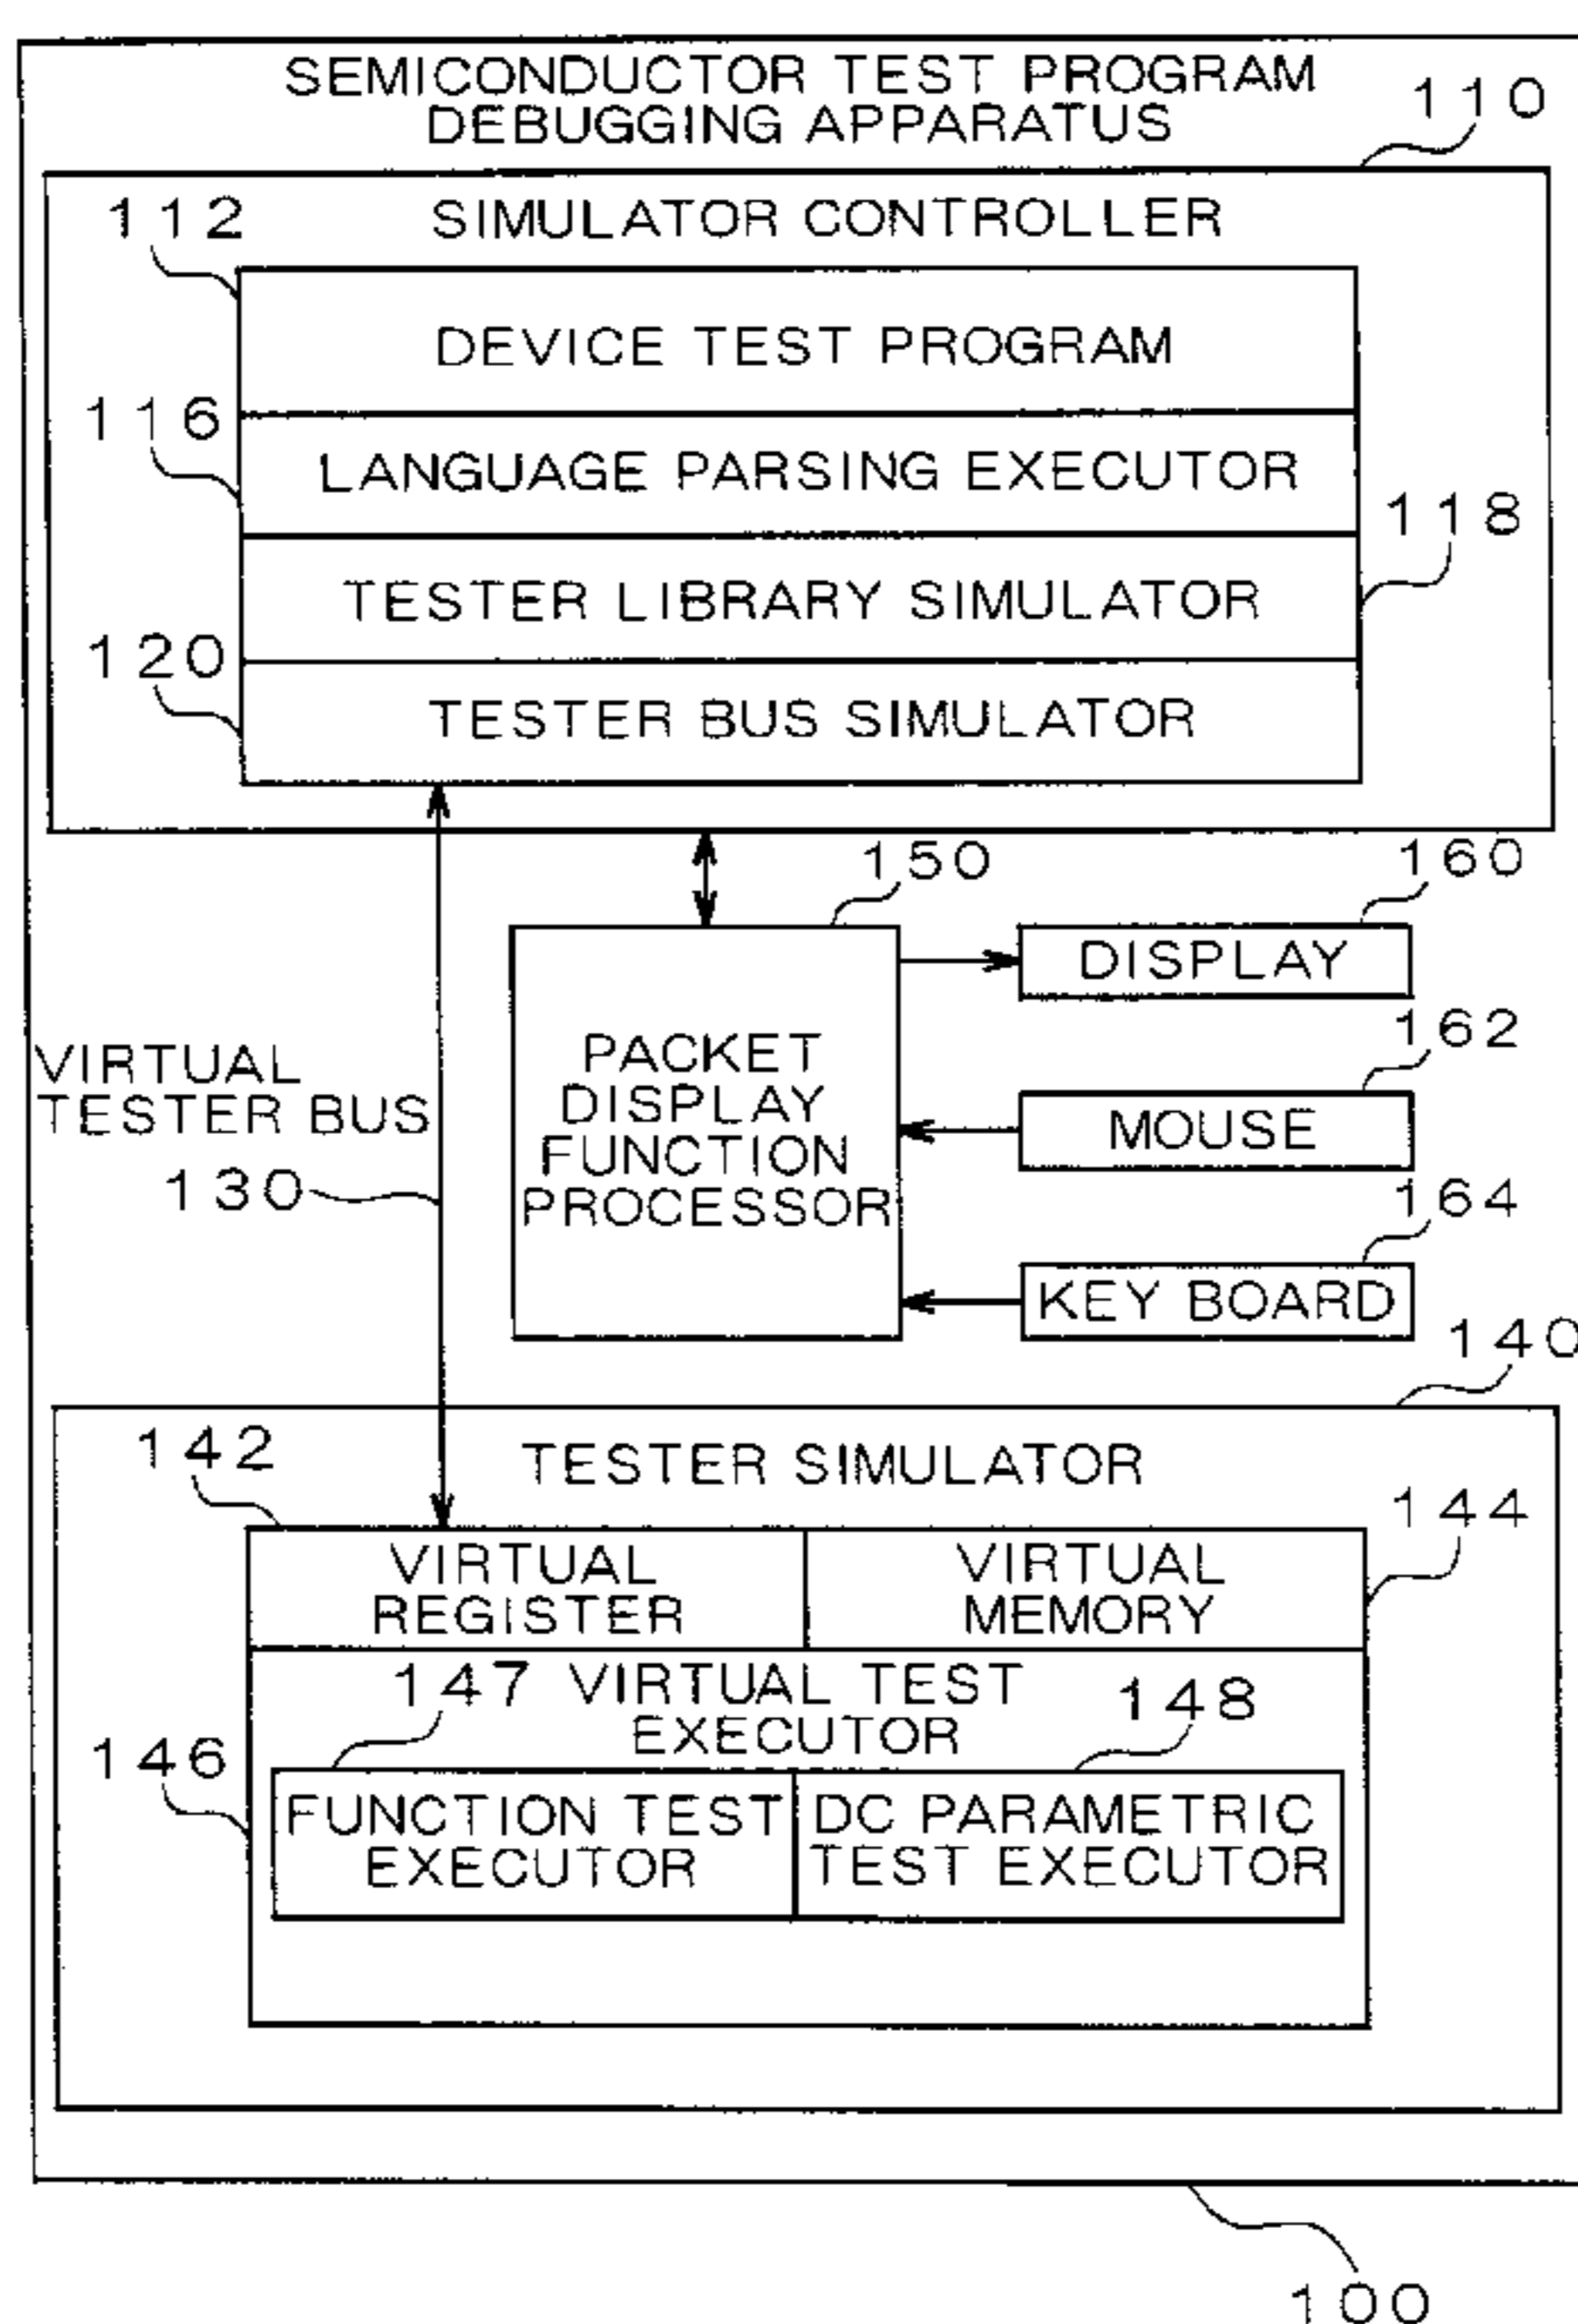 SEMICONDUCTOR TEST PROGRAM
DEBUGGING APPARATUS
110
SIMULATOR CONTROLLER
112
DEVICE TEST PROGRAM
116
LANGUAGE PARSING EXECUTOR
118
TESTER LIBRARY SIMULATOR
120
TESTER BUS SIMULATOR
150
160
DISPLAY
PACKET
DISPLAY
FUNCTION
PROCESSOR
162
MOUSE
VIRTUAL
TESTER BUS
130
164
KEY BOARD
140
TESTER SIMULATOR
142
144
VIRTUAL
REGISTER
VIRTUAL
MEMORY
147
VIRTUAL TEST
EXECUTOR
148
146
FUNCTION TEST
EXECUTOR
DC PARAMETRIC
TEST EXECUTOR
100